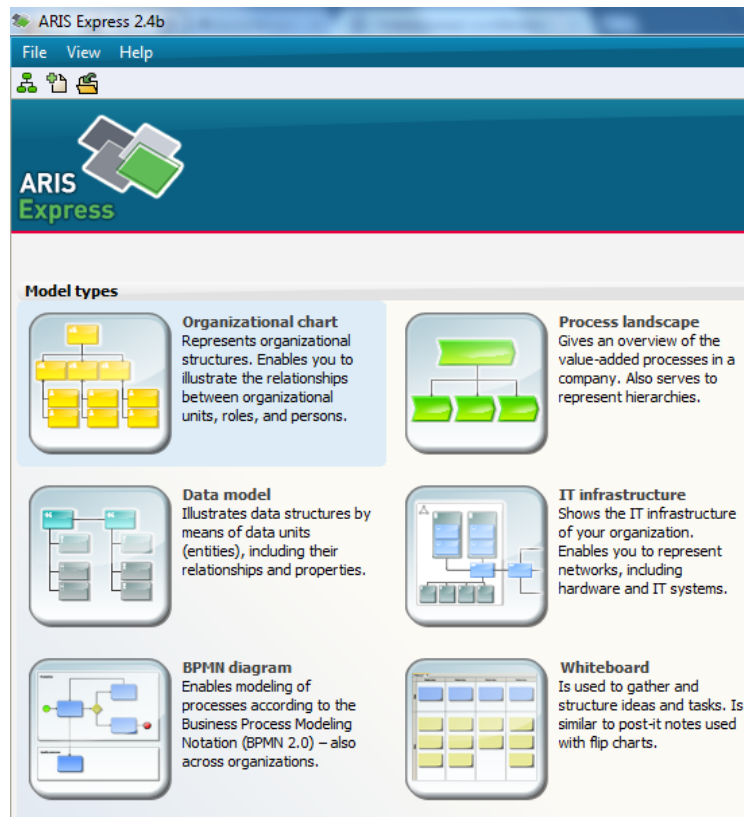 ARIS Express 2.4b
File View Help
ARIS
Express
Model types
Organizational chart
Represents organizational
structures. Enables you to
illustrate the relationships
between organizational
units, roles, and persons.
Process landscape
Gives an overview of the
value-added processes in a
company. Also serves to
represent hierarchies.
Data model
Illustrates data structures by
means of data units
(entities), including their
relationships and properties.
IT infrastructure
Shows the IT infrastructure
of your organization.
Enables you to represent
networks, including
hardware and IT systems.
BPMN diagram
Enables modeling of
processes according to the
Business Process Modeling
Notation (BPMN 2.0) – also
across organizations.
Whiteboard
Is used to gather and
structure ideas and tasks. Is
similar to post-it notes used
with flip charts.